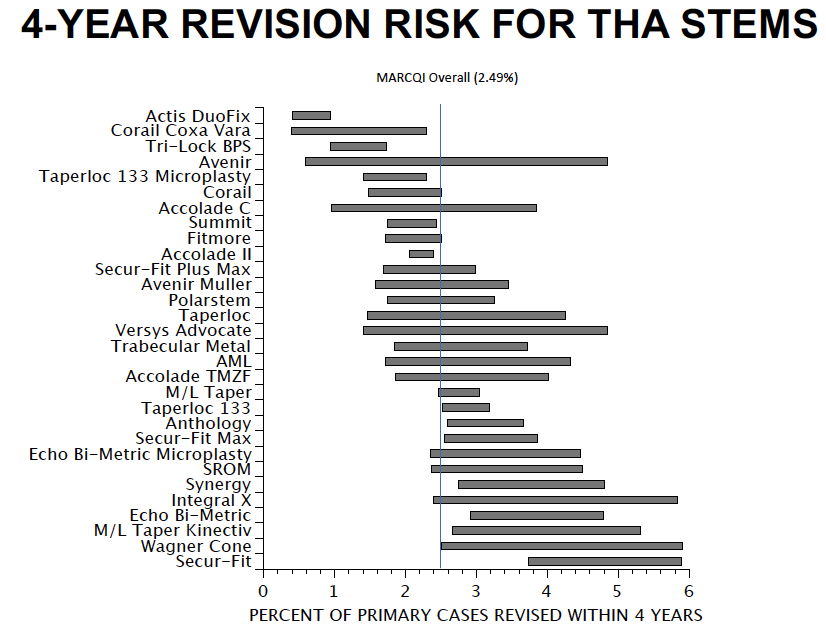 4-YEAR REVISION RISK FOR THA STEMS
MARCQI Overall (2.49%)
Actis DuoFix
Corail Coxa Vara
Tri-Lock BPS
Avenir
Taperloc 133 Microplasty
Corail
Accolade C
Summit
Fitmore
Accolade II
Secur-Fit Plus Max
Avenir Muller
Polarstem
Taperloc
Versys Advocate
Trabecular Metal
AML
Accolade TMZF
M/L Taper
Taperloc 133
Anthology
Secur-Fit Max
Echo Bi-Metric Microplasty
SROM
Synergy
Integral X
Echo Bi-Metric
M/L Taper Kinectiv
Wagner Cone
Secur-Fit
0 1 2 3 4 5 6
PERCENT OF PRIMARY CASES REVISED WITHIN 4 YEARS